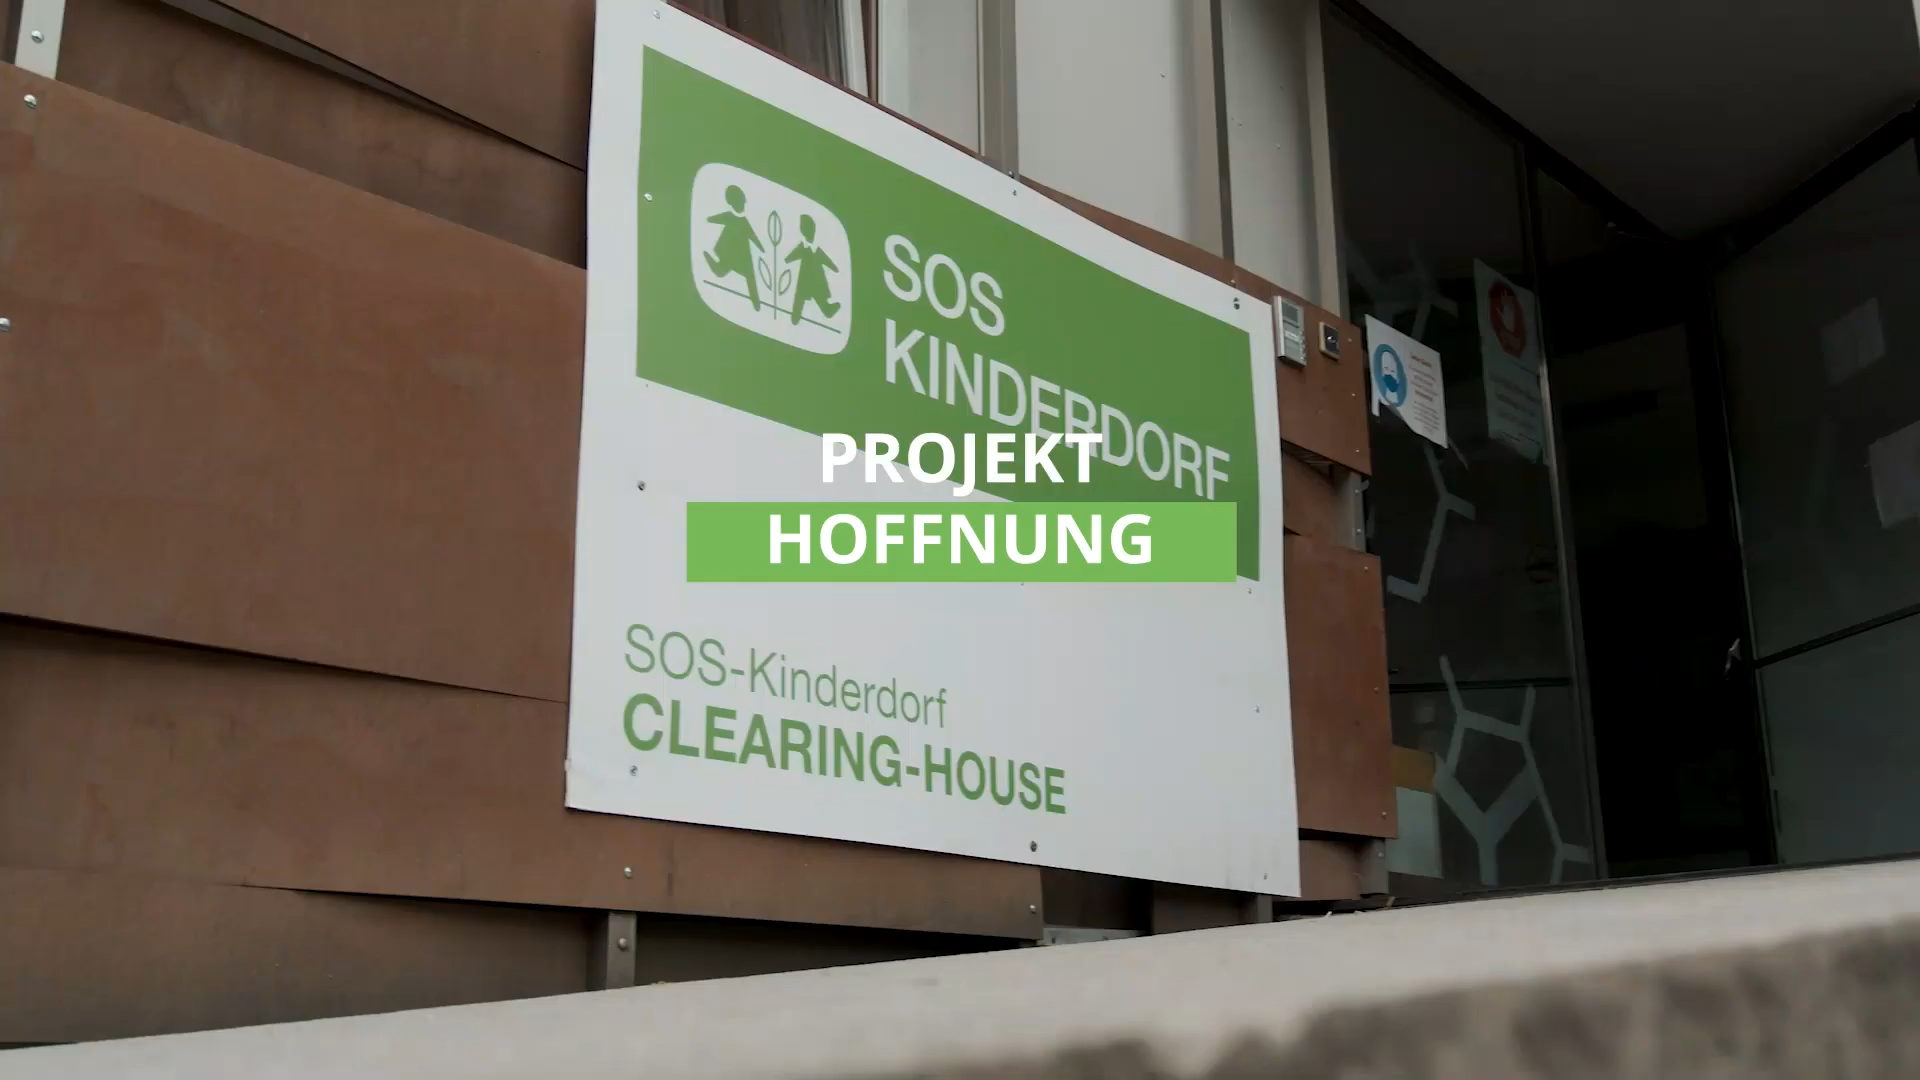 SOS
KINDERDORF
PROJEKT
HOFFNUNG
SOS-Kinderdorf
CLEARING-HOUSE